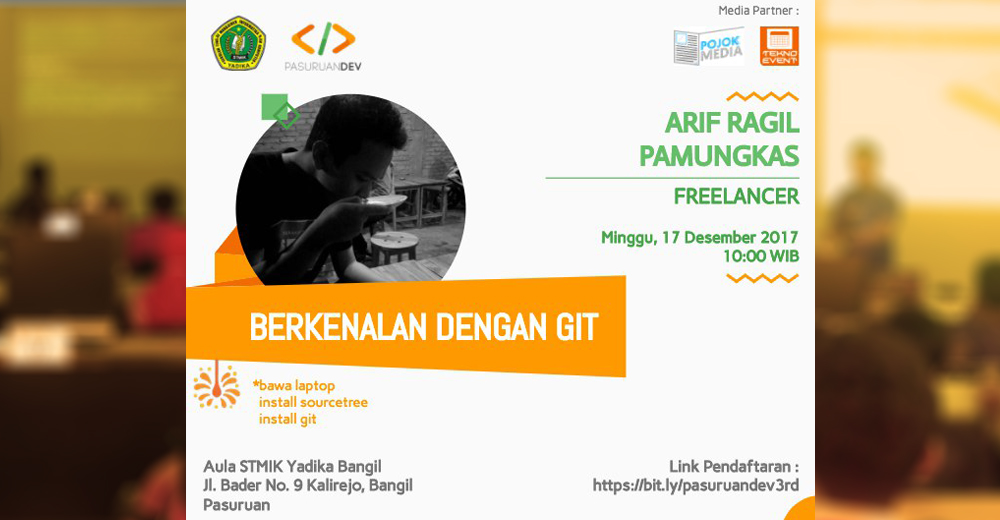 Media Partner :
PASURUANDEV
POJOK
MEDIA
TEKNO
EVENT
YADIKA
ARIF RAGIL
PAMUNGKAS
FREELANCER
Minggu, 17 Desember 2017
10:00 WIB
BERKENALAN DENGAN GIT
*bawa laptop
install sourcetree
install git
Aula STMIK Yadika Bangil
Jl. Bader No. 9 Kalirejo, Bangil
Pasuruan
Link Pendaftaran :
https://bit.ly/pasuruandev3rd